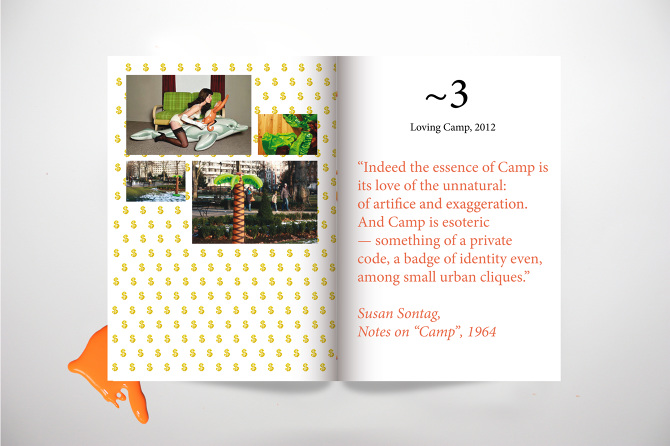 ~3
Loving Camp, 2012
“Indeed the essence of Camp is
its love of the unnatural:
of artifice and exaggeration.
And Camp is esoteric
— something of a private
code, a badge of identity even,
among small urban cliques.”
Susan Sontag,
Notes on “Camp”, 1964